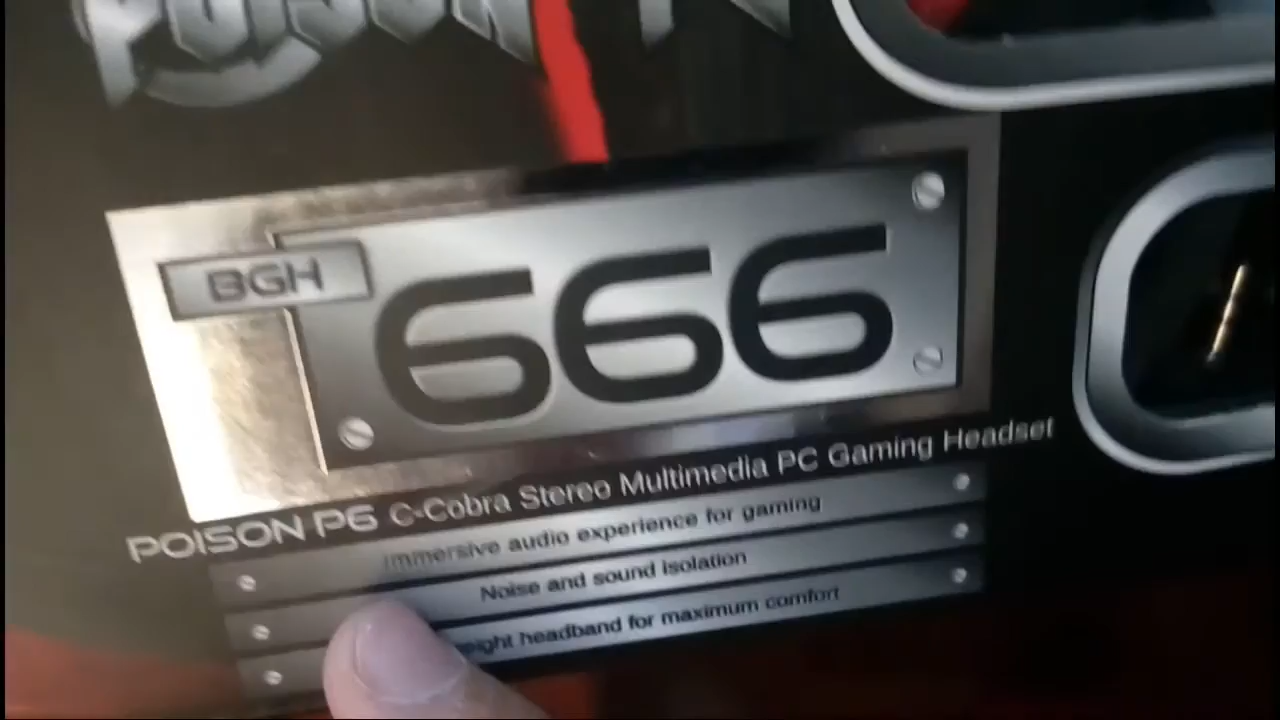 POISON
BGH
666
POISON P6 C-Cobra Stereo Multimedia PC Gaming Headset
Immersive audio experience for gaming
Noise and sound isolation
headband for maximum comfort